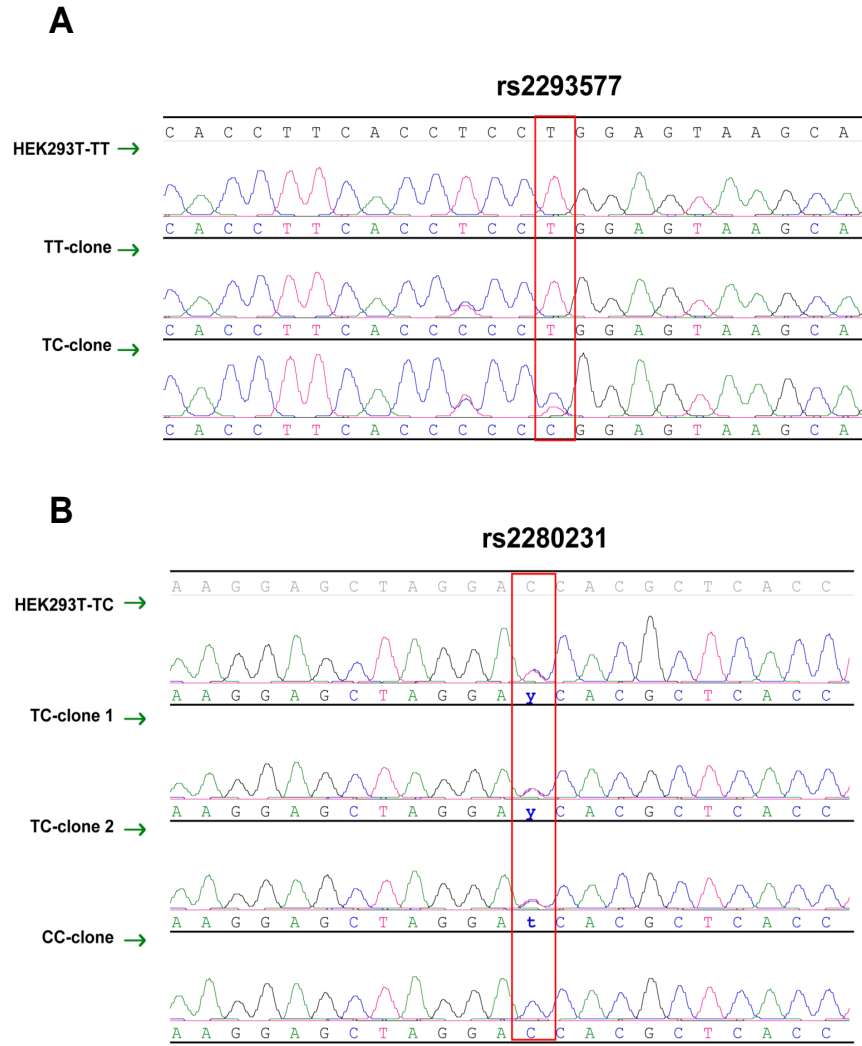 A
rs2293577
C A C C T T C A C C T C C T G G A G T A A G C A
HEK293T-TT →
C A C C T T C A C C T C C T G G A G T A A G C A
TT-clone →
C A C C T T C A C C C C C T G G A G T A A G C A
TC-clone →
C A C C T T C A C C C C C C G G A G T A A G C A
B
rs2280231
A A G G A G C T A G G A C C A C G C T C A C C
HEK293T-TC →
A A G G A G C T A G G A y C A C G C T C A C C
TC-clone 1 →
A A G G A G C T A G G A y C A C G C T C A C C
TC-clone 2 →
A A G G A G C T A G G A t C A C G C T C A C C
CC-clone →
A A G G A G C T A G G A C C A C G C T C A C C